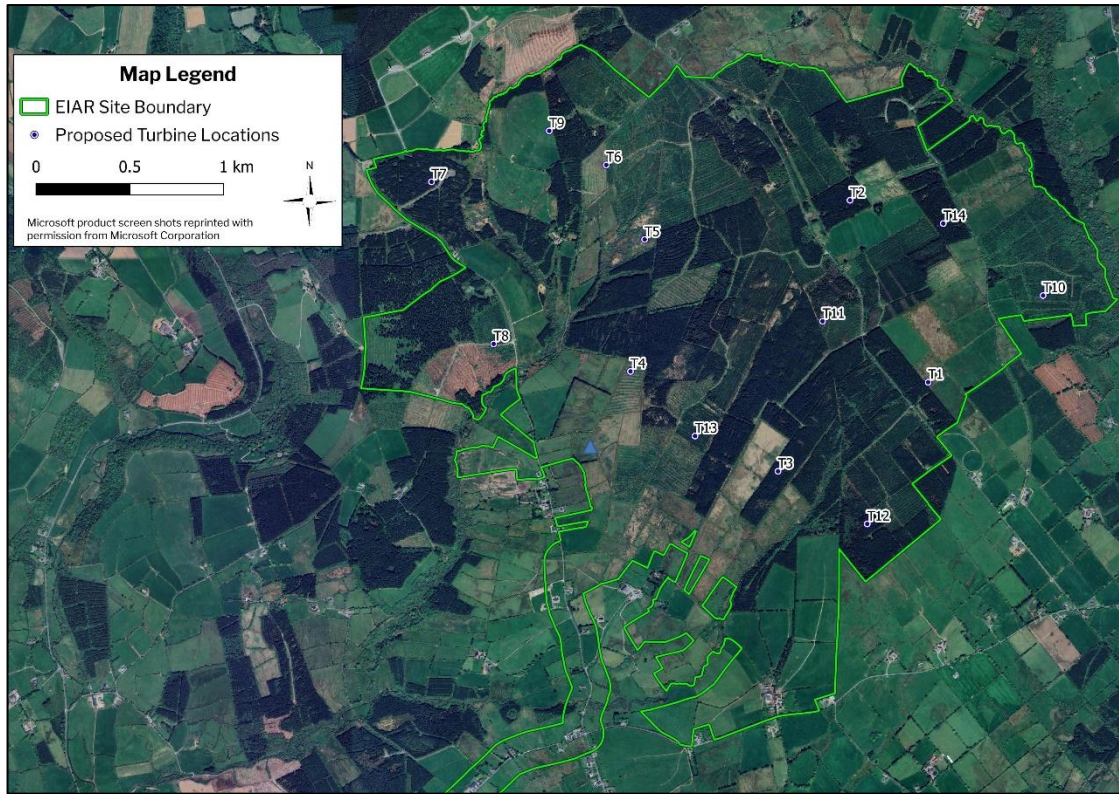 Map Legend
EIAR Site Boundary
Proposed Turbine Locations
0 0.5 1 km
N
Microsoft product screen shots reprinted with
permission from Microsoft Corporation
T9
T6
T7
T2
T14
T5
T10
T11
T8
T4
T1
T13
T3
T12